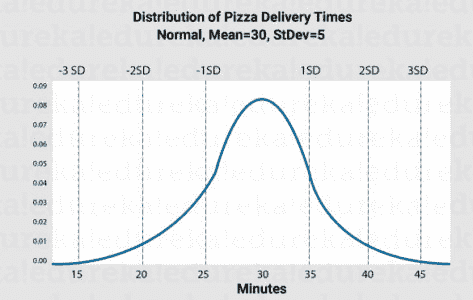 Distribution of Pizza Delivery Times
Normal, Mean=30, StDev=5
-3 SD -2SD -1SD 1SD 2SD 3SD
0.09
0.08
0.07
0.06
0.05
0.04
0.03
0.02
0.01
0.00
15 20 25 30 35 40 45
Minutes